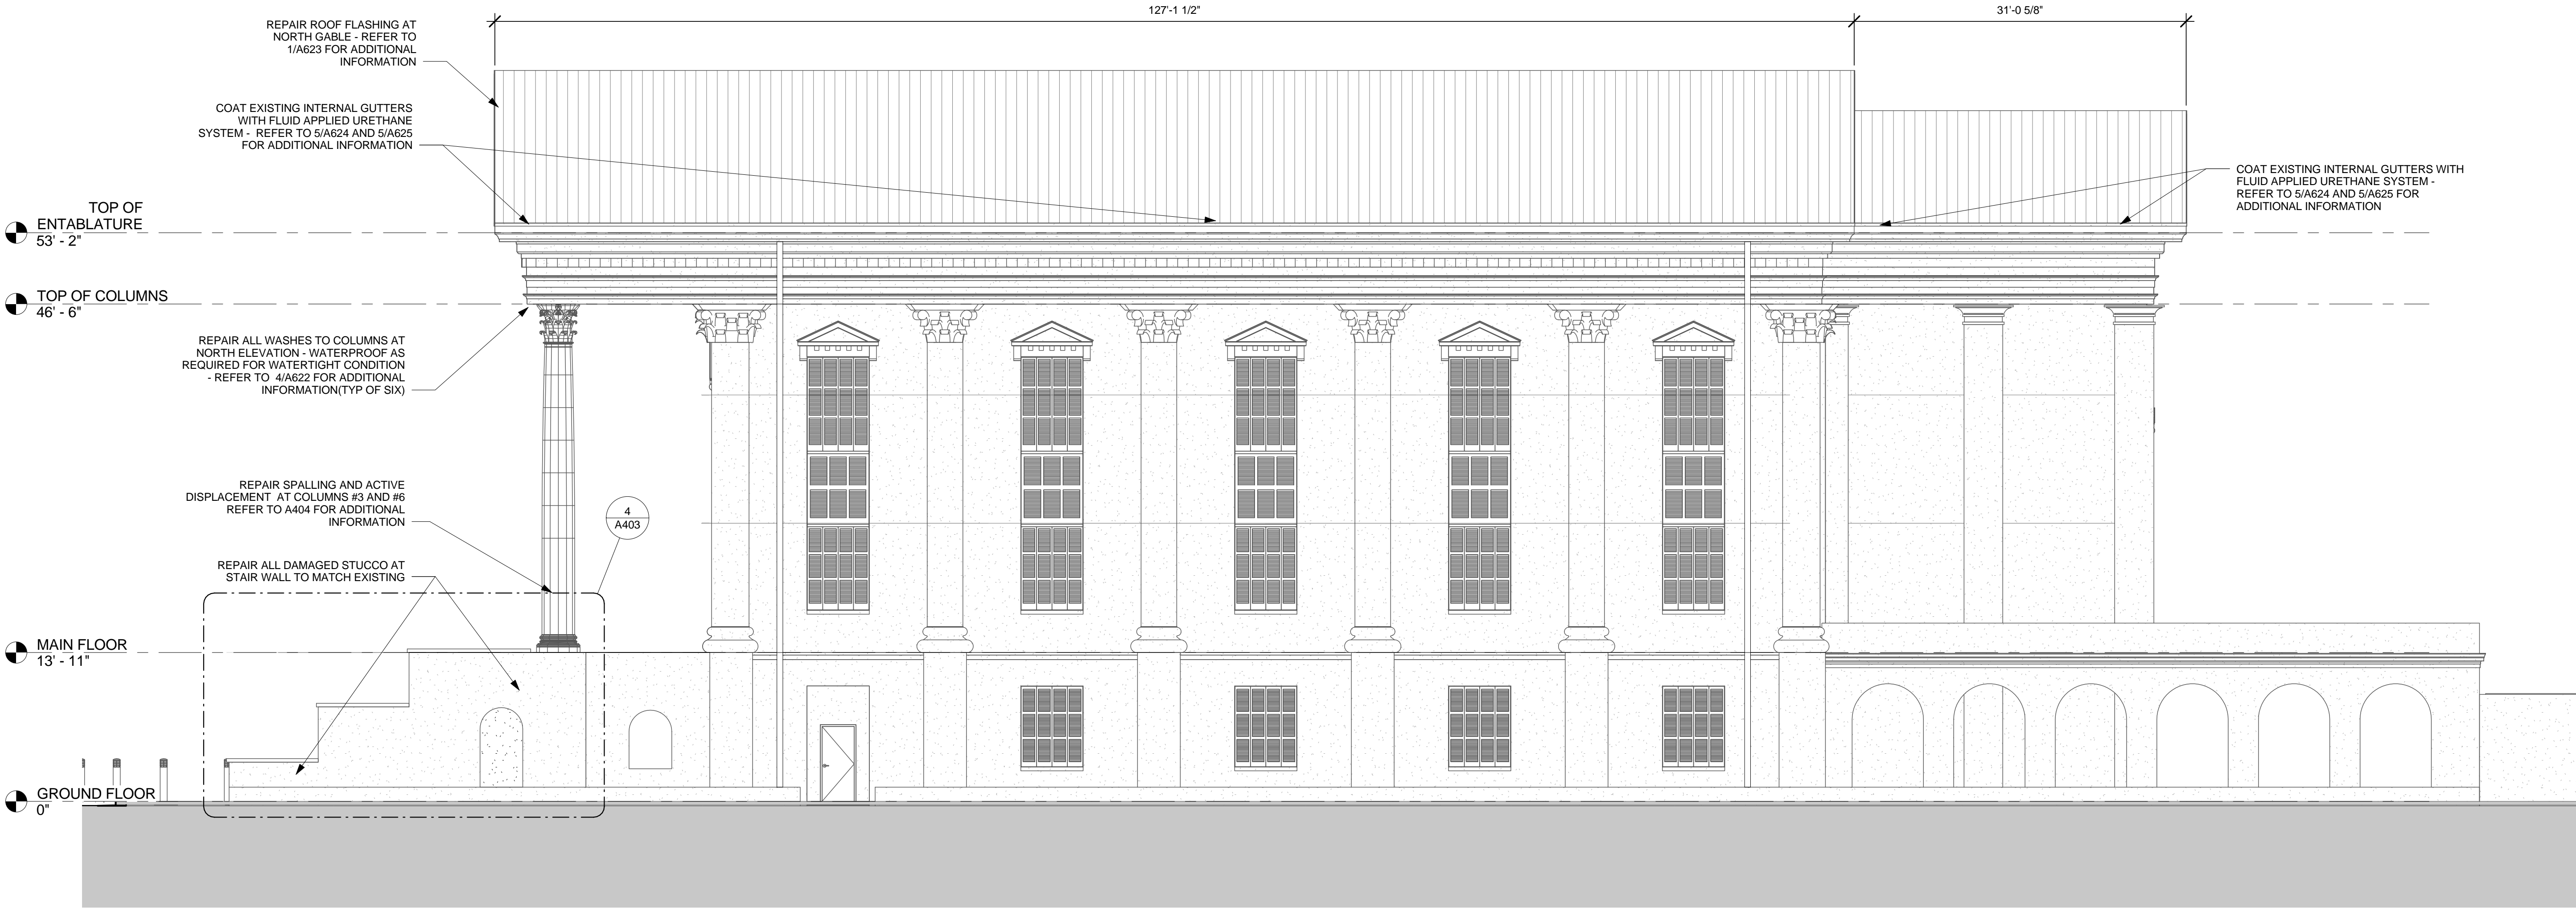 127'-1 1/2"
31'-0 5/8"
REPAIR ROOF FLASHING AT
NORTH GABLE - REFER TO
1/A623 FOR ADDITIONAL
INFORMATION
COAT EXISTING INTERNAL GUTTERS
WITH FLUID APPLIED URETHANE
SYSTEM - REFER TO 5/A624 AND 5/A625
FOR ADDITIONAL INFORMATION
COAT EXISTING INTERNAL GUTTERS WITH
FLUID APPLIED URETHANE SYSTEM -
REFER TO 5/A624 AND 5/A625 FOR
ADDITIONAL INFORMATION
TOP OF
ENTABLATURE
53' - 2"
TOP OF COLUMNS
46' - 6"
REPAIR ALL WASHES TO COLUMNS AT
NORTH ELEVATION - WATERPROOF AS
REQUIRED FOR WATERTIGHT CONDITION
- REFER TO 4/A622 FOR ADDITIONAL
INFORMATION(TYP OF SIX)
REPAIR SPALLING AND ACTIVE
DISPLACEMENT AT COLUMNS #3 AND #6
REFER TO A404 FOR ADDITIONAL
INFORMATION
4
A403
REPAIR ALL DAMAGED STUCCO AT
STAIR WALL TO MATCH EXISTING
MAIN FLOOR
13' - 11"
GROUND FLOOR
0"